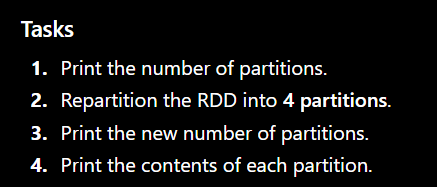 Tasks
1. Print the number of partitions.
2. Repartition the RDD into 4 partitions.
3. Print the new number of partitions.
4. Print the contents of each partition.